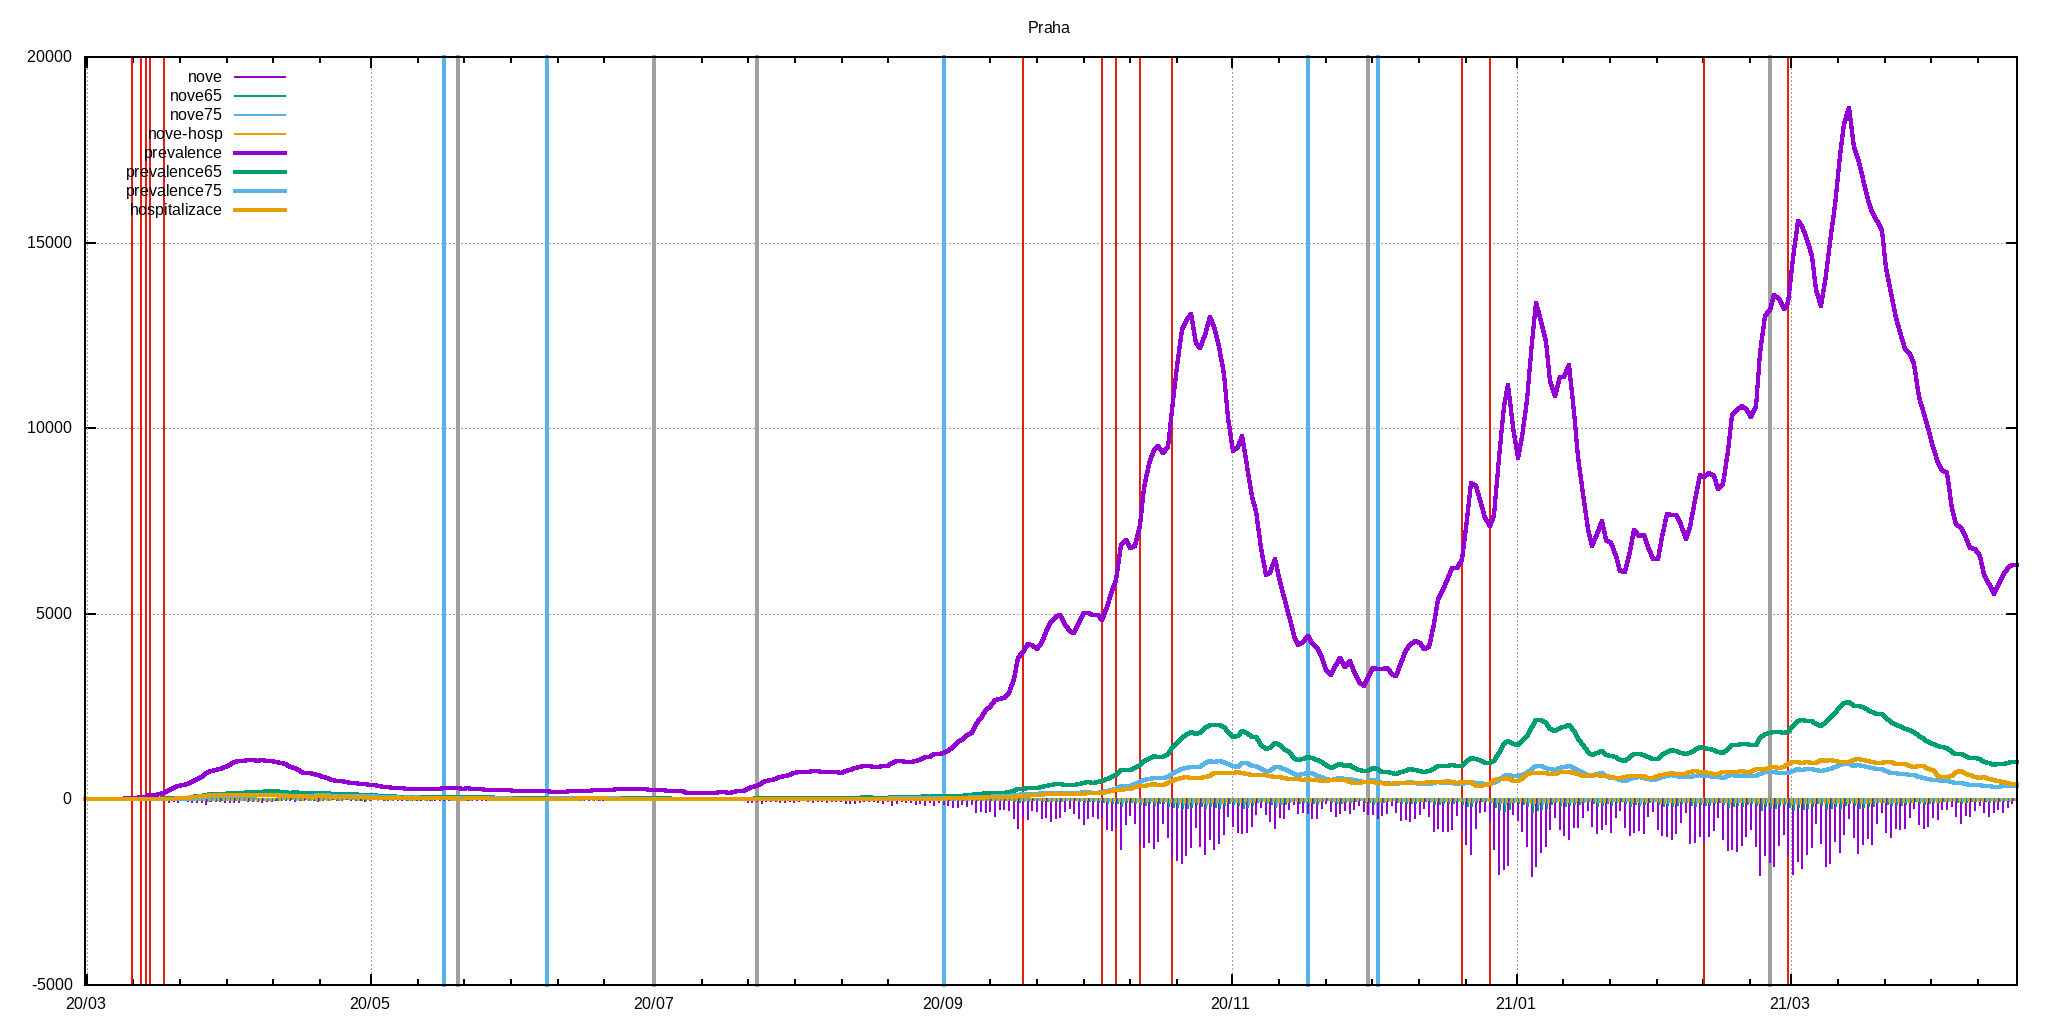 Praha
20000
15000
10000
5000
0
-5000
nove
nove65
nove75
nove-hosp
prevalence
prevalence65
prevalence75
hospitalizace
20/03 20/05 20/07 20/09 20/11 21/01 21/03